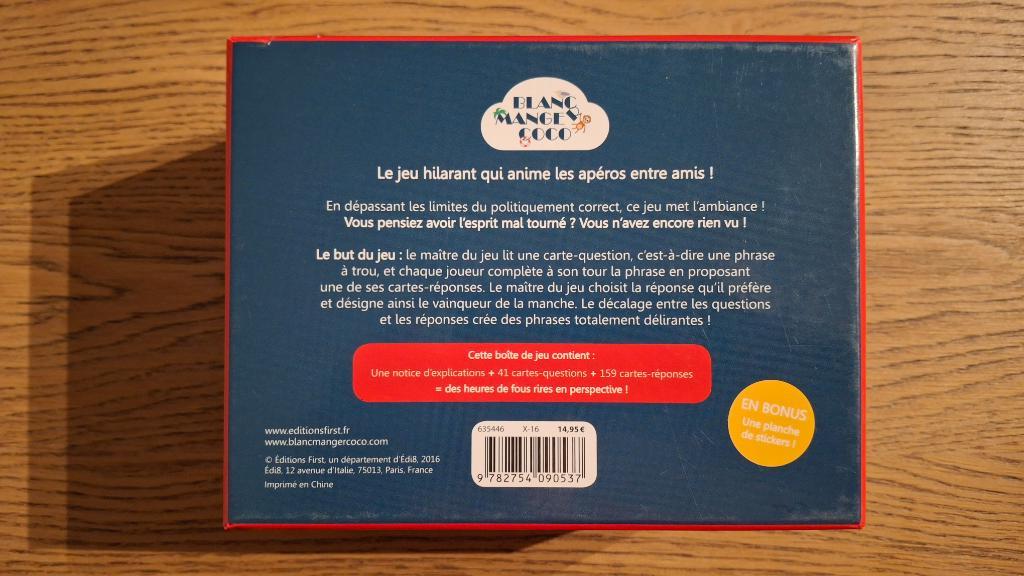 BLANC
MANGER
COCO
Le jeu hilarant qui anime les apéros entre amis !
En dépassant les limites du politiquement correct, ce jeu met l'ambiance !
Vous pensiez avoir l'esprit mal tourné ? Vous n'avez encore rien vu !
Le but du jeu : le maître du jeu lit une carte-question, c'est-à-dire une phrase
à trou, et chaque joueur complète à son tour la phrase en proposant
une de ses cartes-réponses. Le maître du jeu choisit la réponse qu'il préfère
et désigne ainsi le vainqueur de la manche. Le décalage entre les questions
et les réponses crée des phrases totalement délirantes !
Cette boîte de jeu contient :
Une notice d'explications + 41 cartes-questions + 159 cartes-réponses
= des heures de fous rires en perspective !
EN BONUS
Une planche
de stickers !
www.editionsfirst.fr
www.blancmangercoco.com
© Éditions First, un département d'Édi8, 2016
Édi8, 12 avenue d'Italie, 75013, Paris. France
Imprimé en Chine
635446 X-16 14,95 €
9 782754 090537